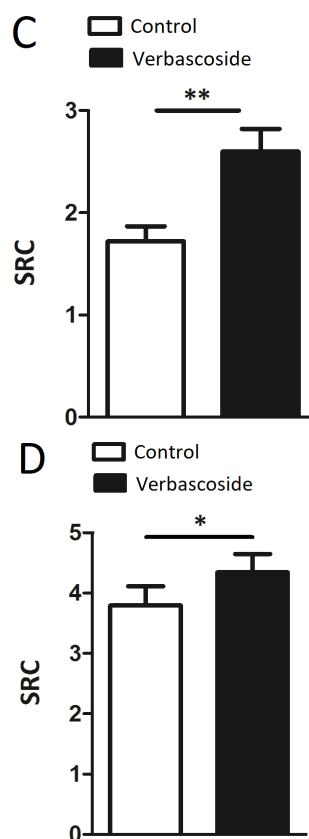 C
Control
Verbascoside
**
3
2
1
0
SRC
D
Control
Verbascoside
*
5
4
3
2
1
0
SRC